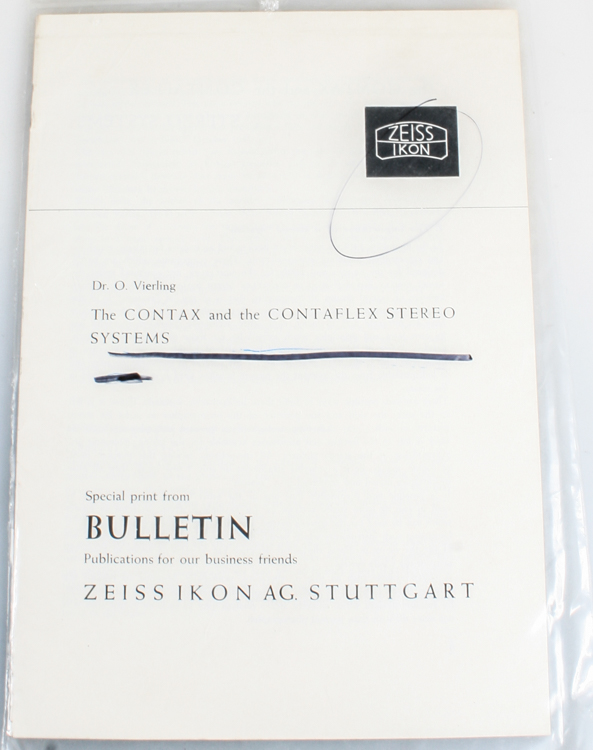 ZEISS
IKON
Dr. O. Vierling
The CONTAX and the CONTAFLEX STEREO
SYSTEMS
Special print from
BULLETIN
Publications for our business friends
ZEISS IKON AG. STUTTGART